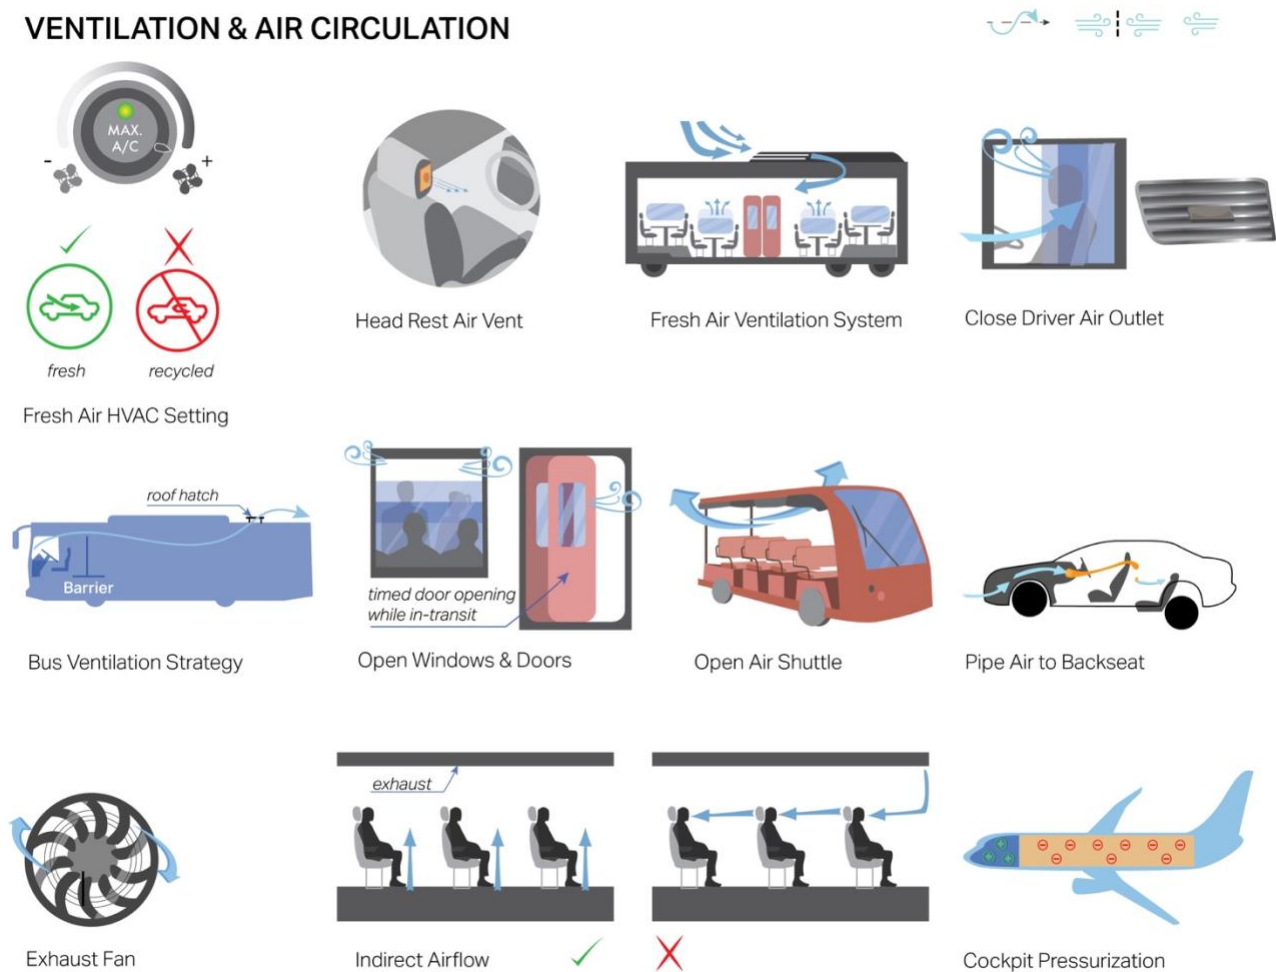 VENTILATION & AIR CIRCULATION
MAX.
A/C
- +
fresh
recycled
Fresh Air HVAC Setting
Head Rest Air Vent
Fresh Air Ventilation System
Close Driver Air Outlet
roof hatch
Barrier
Bus Ventilation Strategy
timed door opening
while in-transit
Open Windows & Doors
Open Air Shuttle
Pipe Air to Backseat
Exhaust Fan
exhaust
Indirect Airflow
Cockpit Pressurization